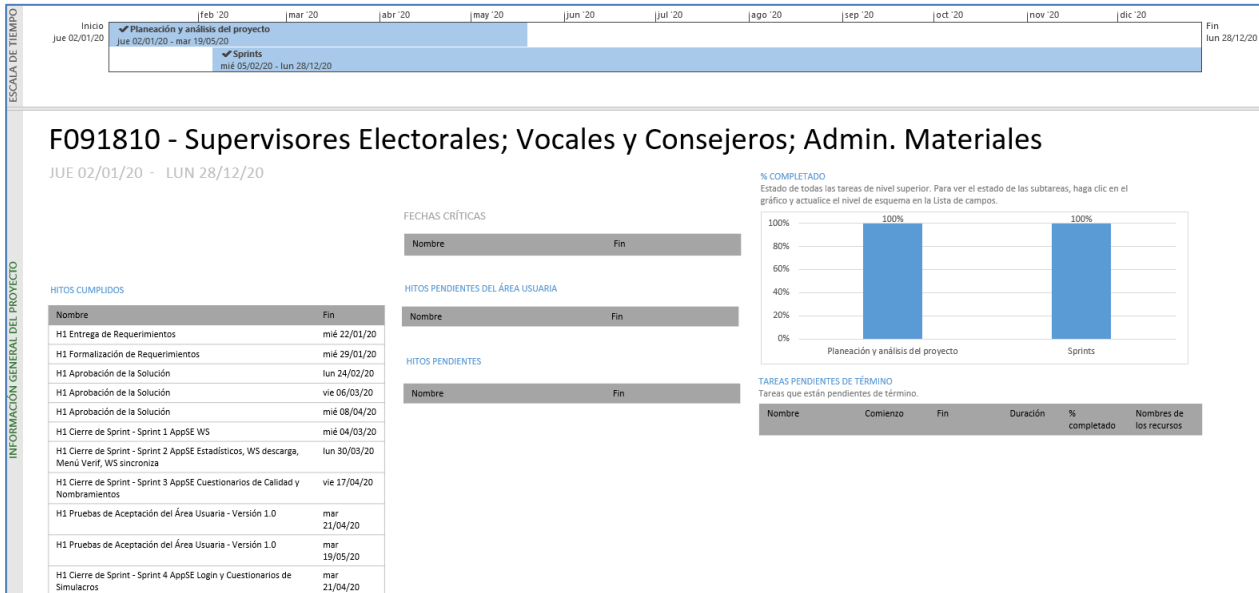 ESCALA DE TIEMPO
feb '20 mar '20 abr '20 may '20 jun '20 jul '20 ago '20 sep '20 oct '20 nov '20 dic '20
Inicio
jue 02/01/20
✔Planeación y análisis del proyecto
jue 02/01/20 - mar 19/05/20
✔Sprints
mié 05/02/20 - lun 28/12/20
Fin
lun 28/12/20
INFORMACIÓN GENERAL DEL PROYECTO
F091810 - Supervisores Electorales; Vocales y Consejeros; Admin. Materiales
JUE 02/01/20 - LUN 28/12/20
HITOS CUMPLIDOS
Nombre Fin
H1 Entrega de Requerimientos mié 22/01/20
H1 Formalización de Requerimientos mié 29/01/20
H1 Aprobación de la Solución lun 24/02/20
H1 Aprobación de la Solución vie 06/03/20
H1 Aprobación de la Solución mié 08/04/20
H1 Cierre de Sprint - Sprint 1 AppSE WS mié 04/03/20
H1 Cierre de Sprint - Sprint 2 AppSE Estadísticos, WS descarga, lun 30/03/20
Menú Verif, WS sincroniza
H1 Cierre de Sprint - Sprint 3 AppSE Cuestionarios de Calidad y vie 17/04/20
Nombramientos
H1 Pruebas de Aceptación del Área Usuaria - Versión 1.0 mar
21/04/20
H1 Pruebas de Aceptación del Área Usuaria - Versión 1.0 mar
19/05/20
H1 Cierre de Sprint - Sprint 4 AppSE Login y Cuestionarios de mar
Simulacros 21/04/20
FECHAS CRÍTICAS
Nombre Fin
HITOS PENDIENTES DEL ÁREA USUARIA
Nombre Fin
HITOS PENDIENTES
Nombre Fin
% COMPLETADO
Estado de todas las tareas de nivel superior. Para ver el estado de las subtareas, haga clic en el
gráfico y actualice el nivel de esquema en la Lista de campos.
100% 100%
100%
80%
60%
40%
20%
0%
Planeación y análisis del proyecto Sprints
TAREAS PENDIENTES DE TÉRMINO
Tareas que están pendientes de término.
Nombre Comienzo Fin Duración % Nombres de
completado los recursos